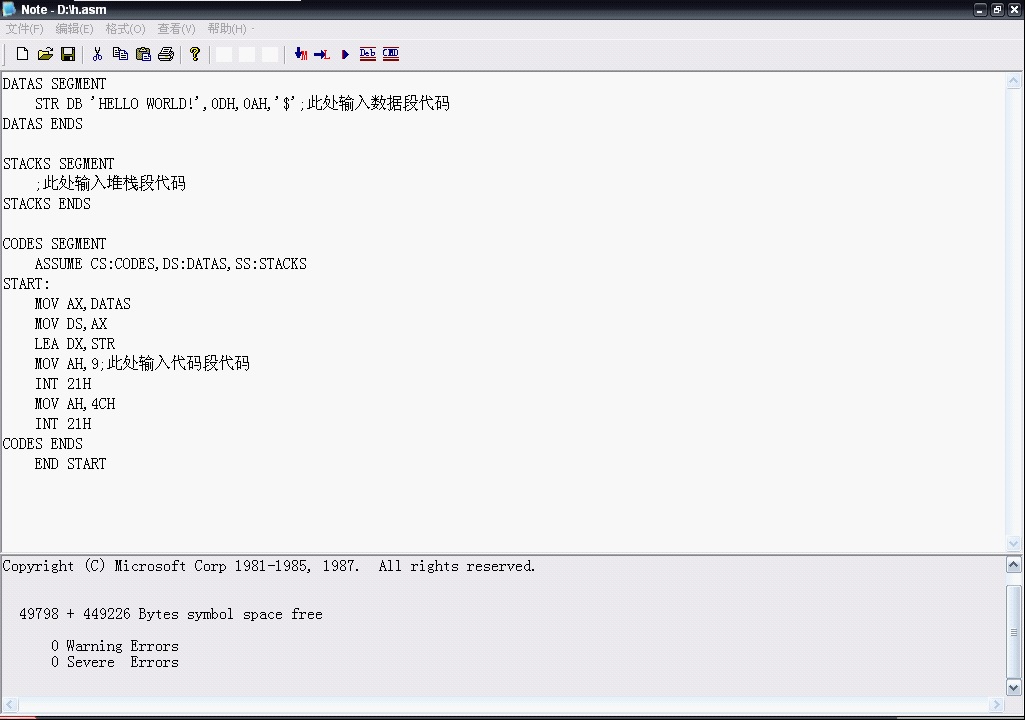 Note - D:\h.asm
文件(F) 编辑(E) 格式(O) 查看(V) 帮助(H)
Deb CMD
DATAS SEGMENT
    STR DB 'HELLO WORLD!',0DH,0AH,'$';此处输入数据段代码
DATAS ENDS
STACKS SEGMENT
    ;此处输入堆栈段代码
STACKS ENDS
CODES SEGMENT
    ASSUME CS:CODES,DS:DATAS,SS:STACKS
START:
    MOV AX,DATAS
    MOV DS,AX
    LEA DX,STR
    MOV AH,9;此处输入代码段代码
    INT 21H
    MOV AH,4CH
    INT 21H
CODES ENDS
    END START
Copyright (C) Microsoft Corp 1981-1985, 1987.  All rights reserved.
  49798 + 449226 Bytes symbol space free
      0 Warning Errors
      0 Severe  Errors